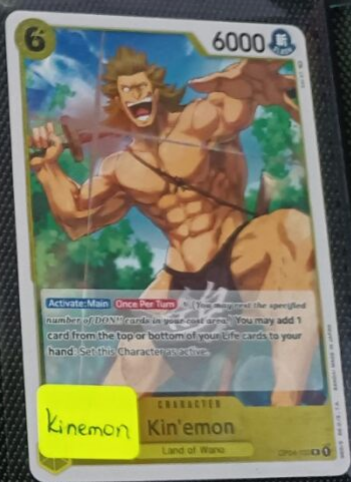 6
6000
Activate: Main Once Per Turn ① (You may rest the specified
number of DON!! cards in your cost area.) You may add 1
card from the top or bottom of your Life cards to your
hand: Set this Character as active.
CHARACTER
Kin'emon
Land of Wano
Kinemon